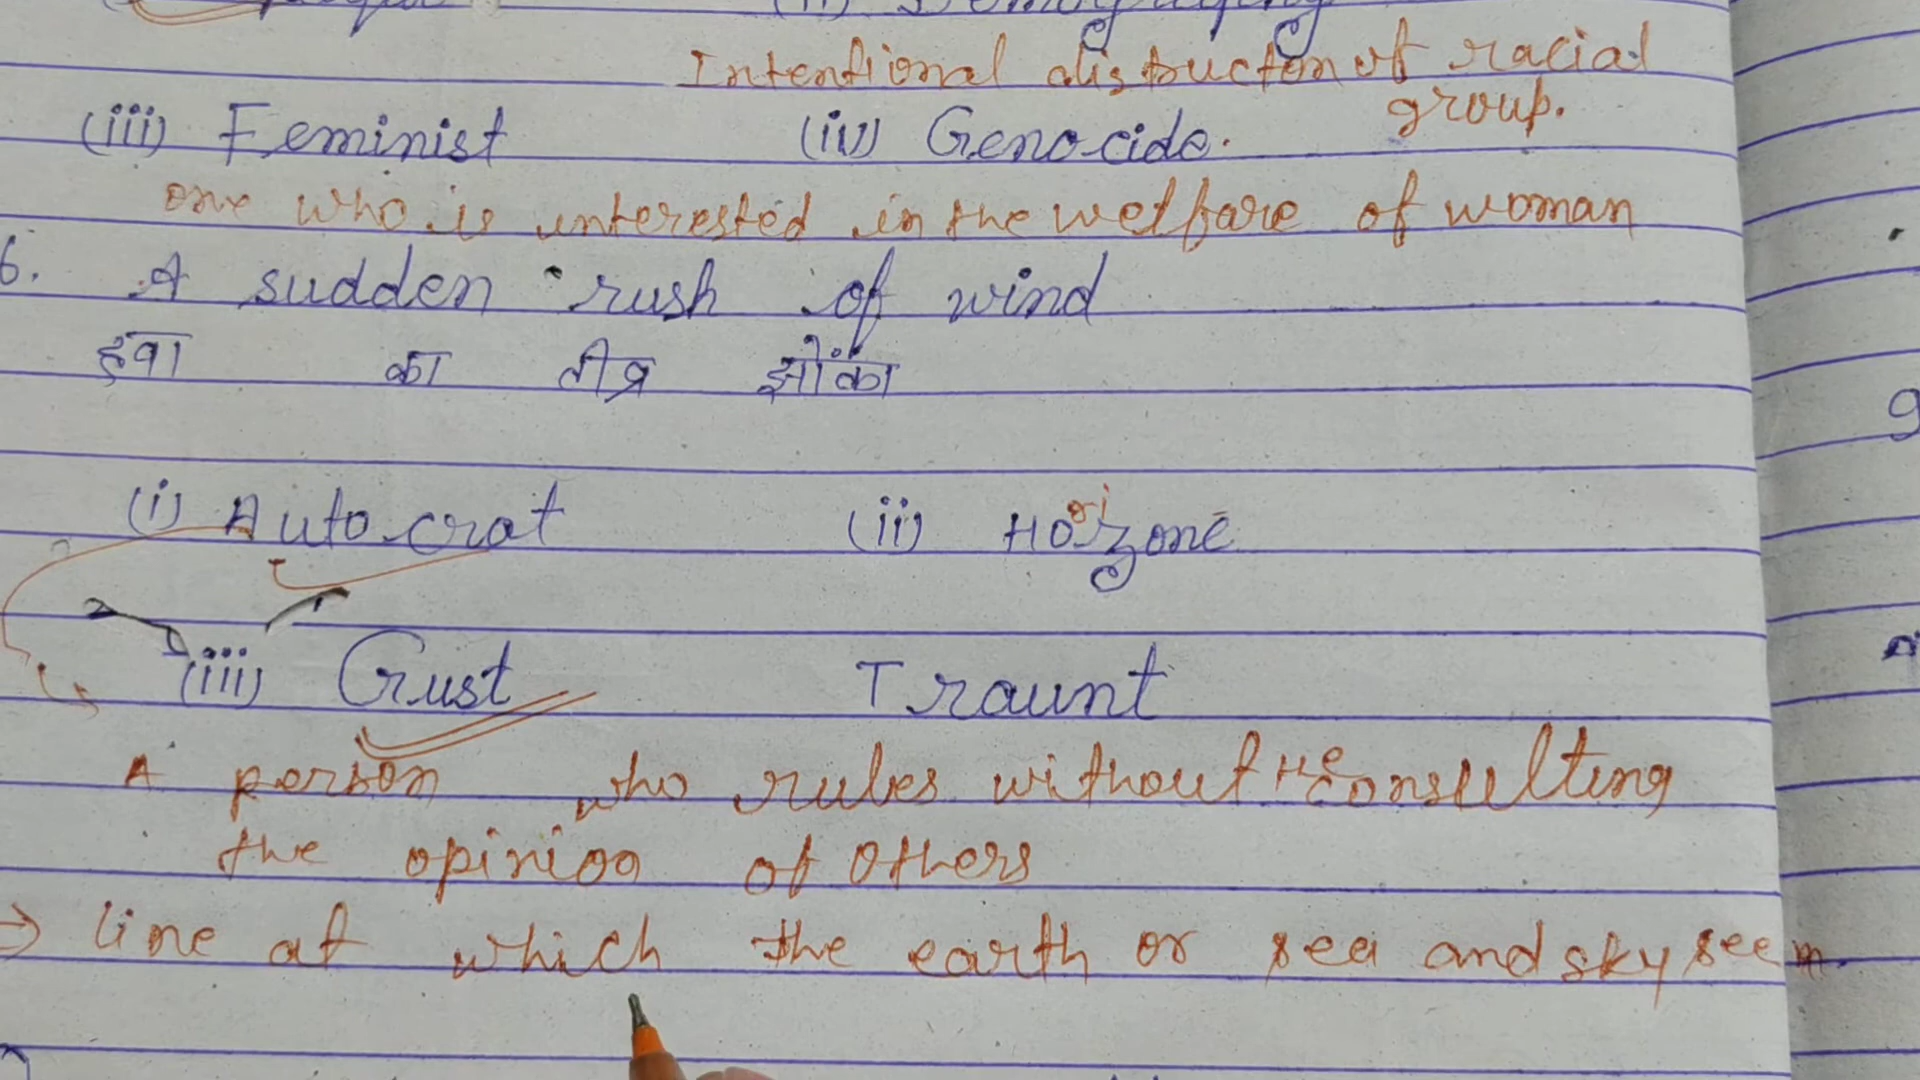 Intentional distructon of racial
group.
(iii) Feminist (iv) Genocide.
one who is interested in the welfare of woman
6. A sudden rush of wind
हवा का तीव्र झोंका
(i) Autocrat (ii) Horizone
(iii) Gust Traunt
A person who rules without the consulting
the opinion of others
→ line at which the earth or sea and sky seem